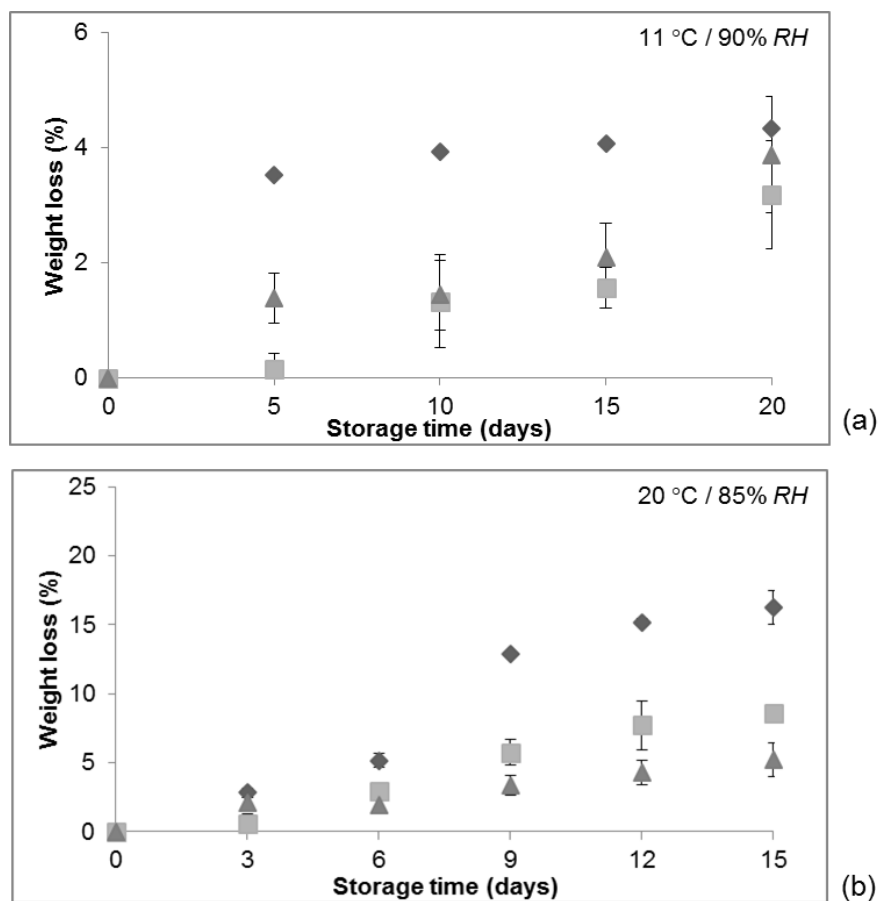 11 °C / 90% RH
6
4
2
0
Weight loss (%)
0 5 10 15 20
Storage time (days)
(a)
20 °C / 85% RH
25
20
15
10
5
0
Weight loss (%)
0 3 6 9 12 15
Storage time (days)
(b)